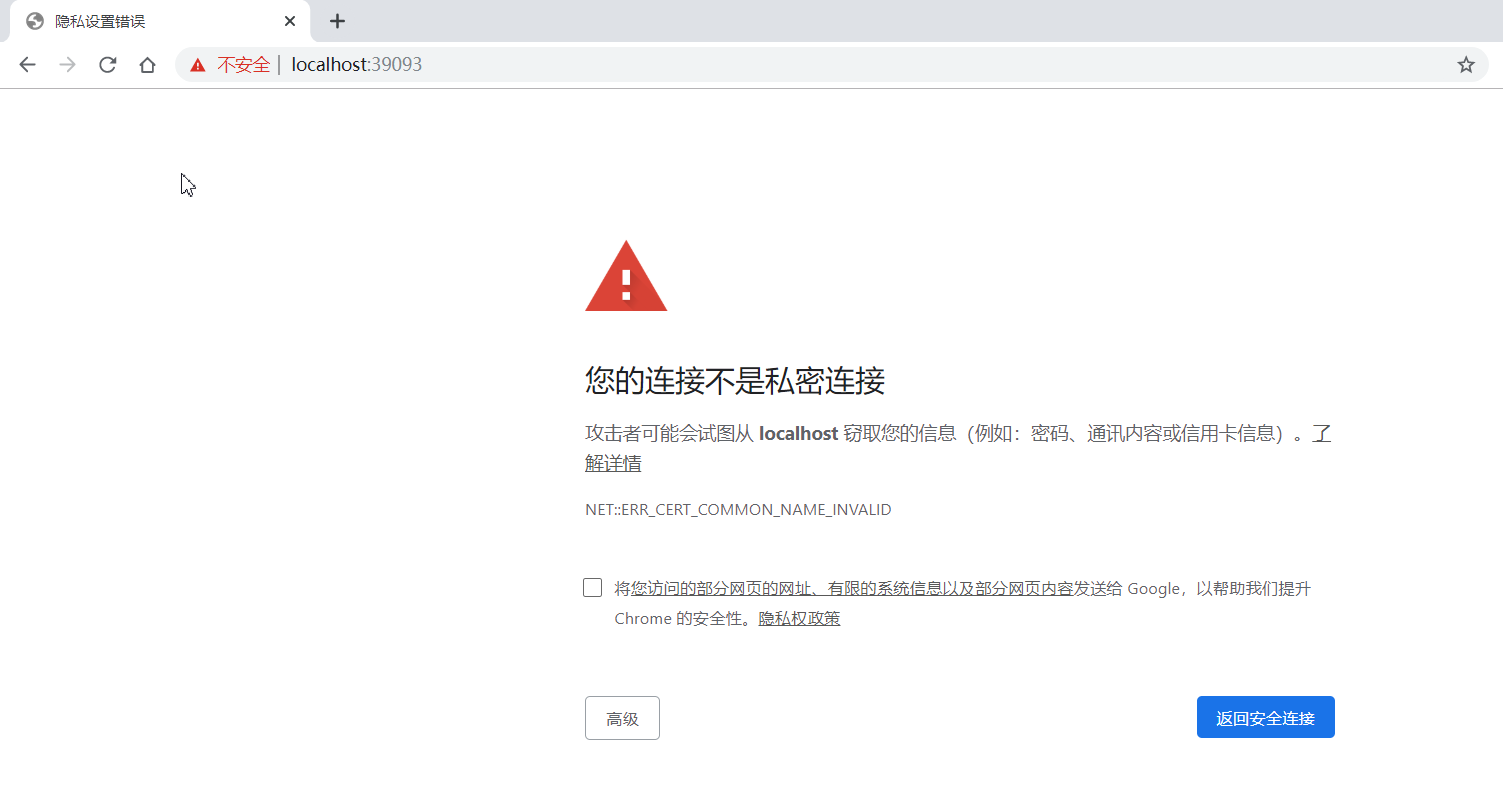 隐私设置错误
不安全 | localhost:39093
您的连接不是私密连接
攻击者可能会试图从 localhost 窃取您的信息（例如：密码、通讯内容或信用卡信息）。了
解详情
NET::ERR_CERT_COMMON_NAME_INVALID
将您访问的部分网页的网址、有限的系统信息以及部分网页内容发送给 Google，以帮助我们提升
Chrome 的安全性。隐私权政策
高级
返回安全连接